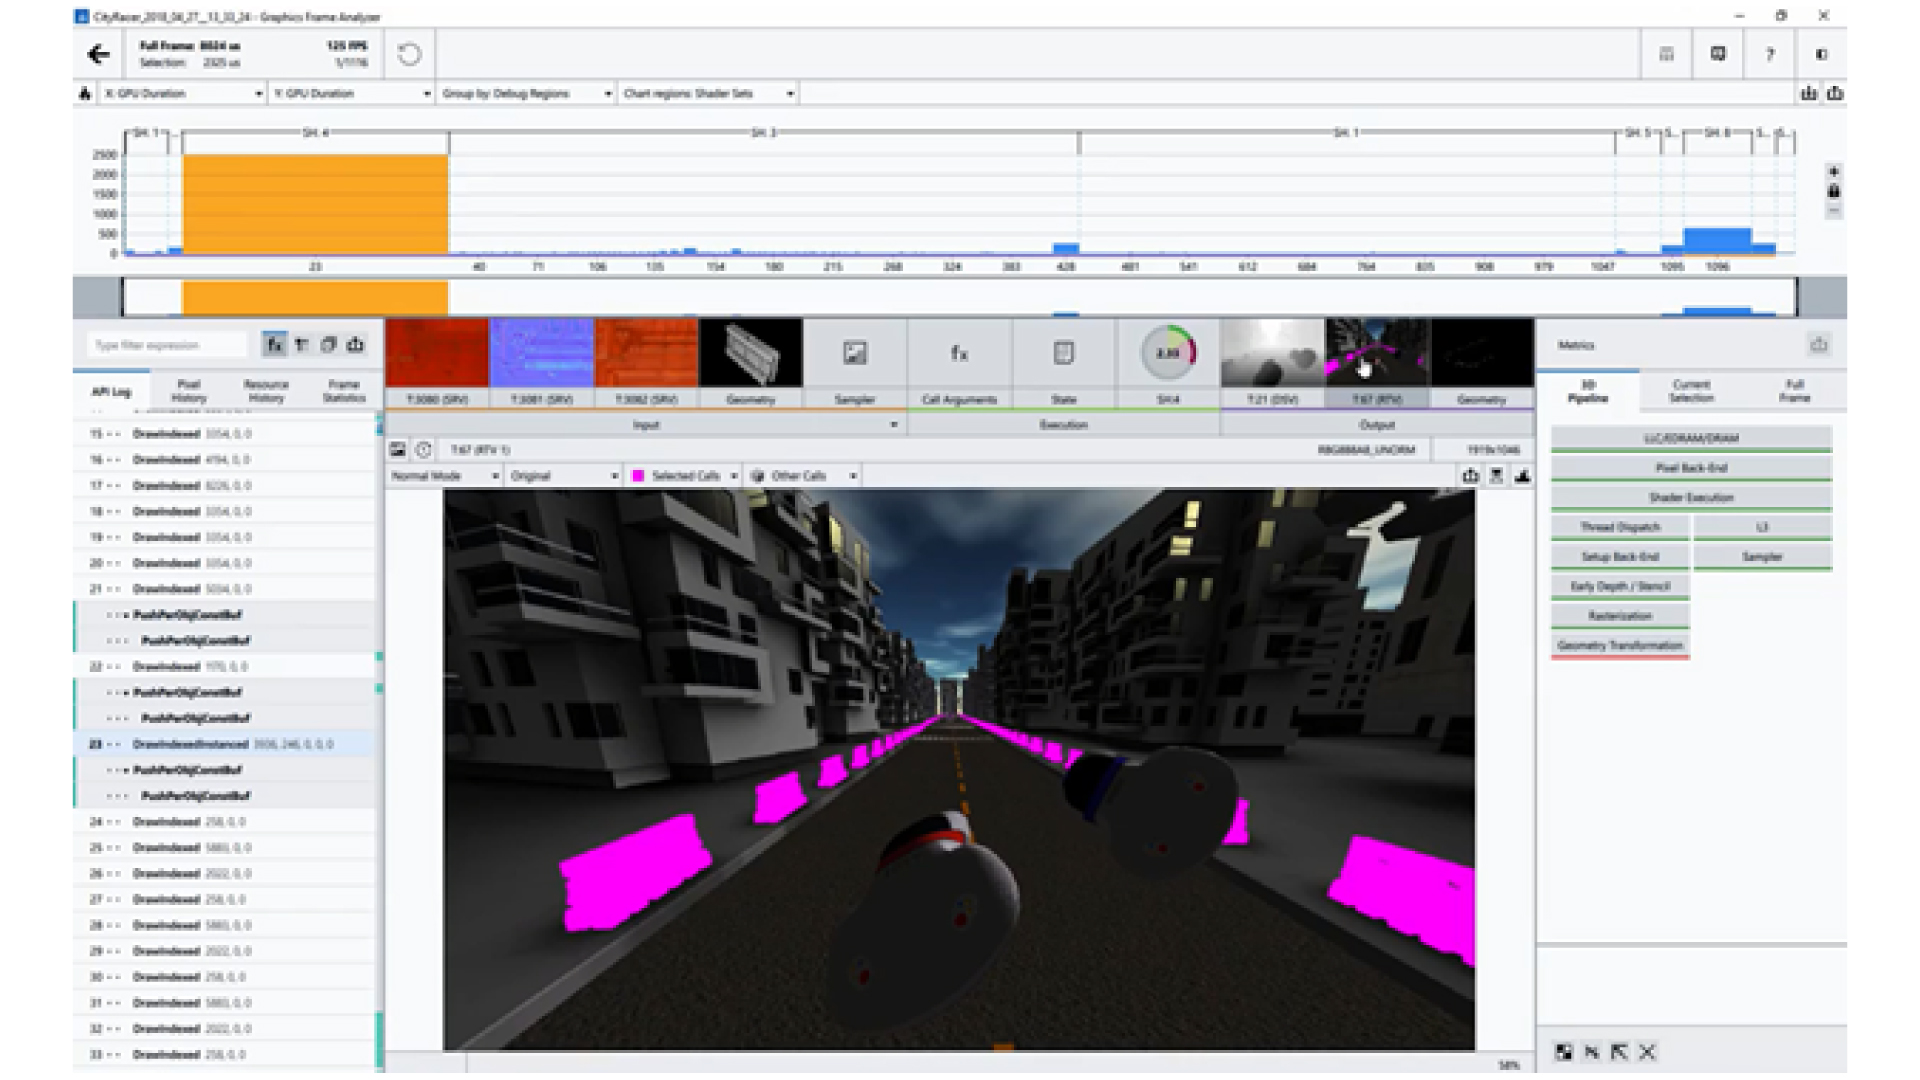 CityRacer_2018_04_27__13_33_24 - Graphics Frame Analyzer
Full Frame: 8024 us 125 FPS
Selection: 2325 us 1/1116
X: GPU Duration Y: GPU Duration Group by: Debug Regions Chart regions: Shader Sets
SH. 1 SH. 4 SH. 3 SH. 1 SH. 5 S... SH. 8 S... S...
2500
2000
1500
1000
500
0
23 40 71 106 135 154 180 215 268 324 383 428 481 541 612 684 764 835 908 979 1047 1095 1096
Type filter expression
fx
API Log Pixel History Resource History Frame Statistics
T:3080 (SRV) T:3081 (SRV) T:3082 (SRV) Geometry Sampler Call Arguments State SH:4 T:21 (DSV) T:67 (RTV) Geometry
Input Execution Output
T:67 (RTV 1) R8G8B8A8_UNORM 1919x1046
Normal Mode Original Selected Calls Other Calls
15 DrawIndexed 3354, 0, 0
16 DrawIndexed 4194, 0, 0
17 DrawIndexed 8226, 0, 0
18 DrawIndexed 3354, 0, 0
19 DrawIndexed 3354, 0, 0
20 DrawIndexed 3354, 0, 0
21 DrawIndexed 5034, 0, 0
PushPerObjConstBuf
PushPerObjConstBuf
22 DrawIndexed 1170, 0, 0
PushPerObjConstBuf
PushPerObjConstBuf
23 DrawIndexedInstanced 3936, 246, 0, 0, 0
PushPerObjConstBuf
PushPerObjConstBuf
24 DrawIndexed 258, 0, 0
25 DrawIndexed 5883, 0, 0
26 DrawIndexed 2022, 0, 0
27 DrawIndexed 258, 0, 0
28 DrawIndexed 5883, 0, 0
29 DrawIndexed 2022, 0, 0
30 DrawIndexed 258, 0, 0
31 DrawIndexed 5883, 0, 0
32 DrawIndexed 2022, 0, 0
33 DrawIndexed 258, 0, 0
58%
Metrics
3D Pipeline Current Selection Full Frame
LLC/EDRAM/DRAM
Pixel Back-End
Shader Execution
Thread Dispatch L3
Setup Back-End Sampler
Early Depth / Stencil
Rasterization
Geometry Transformation